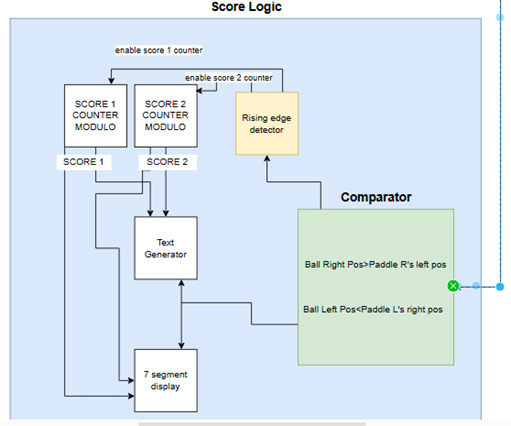 Score Logic
enable score 1 counter
enable score 2 counter
SCORE 1
COUNTER
MODULO
SCORE 2
COUNTER
MODULO
Rising edge
detector
SCORE 1
SCORE 2
Comparator
Text
Generator
Ball Right Pos>Paddle R's left pos
Ball Left Pos<Paddle L's right pos
7 segment
display